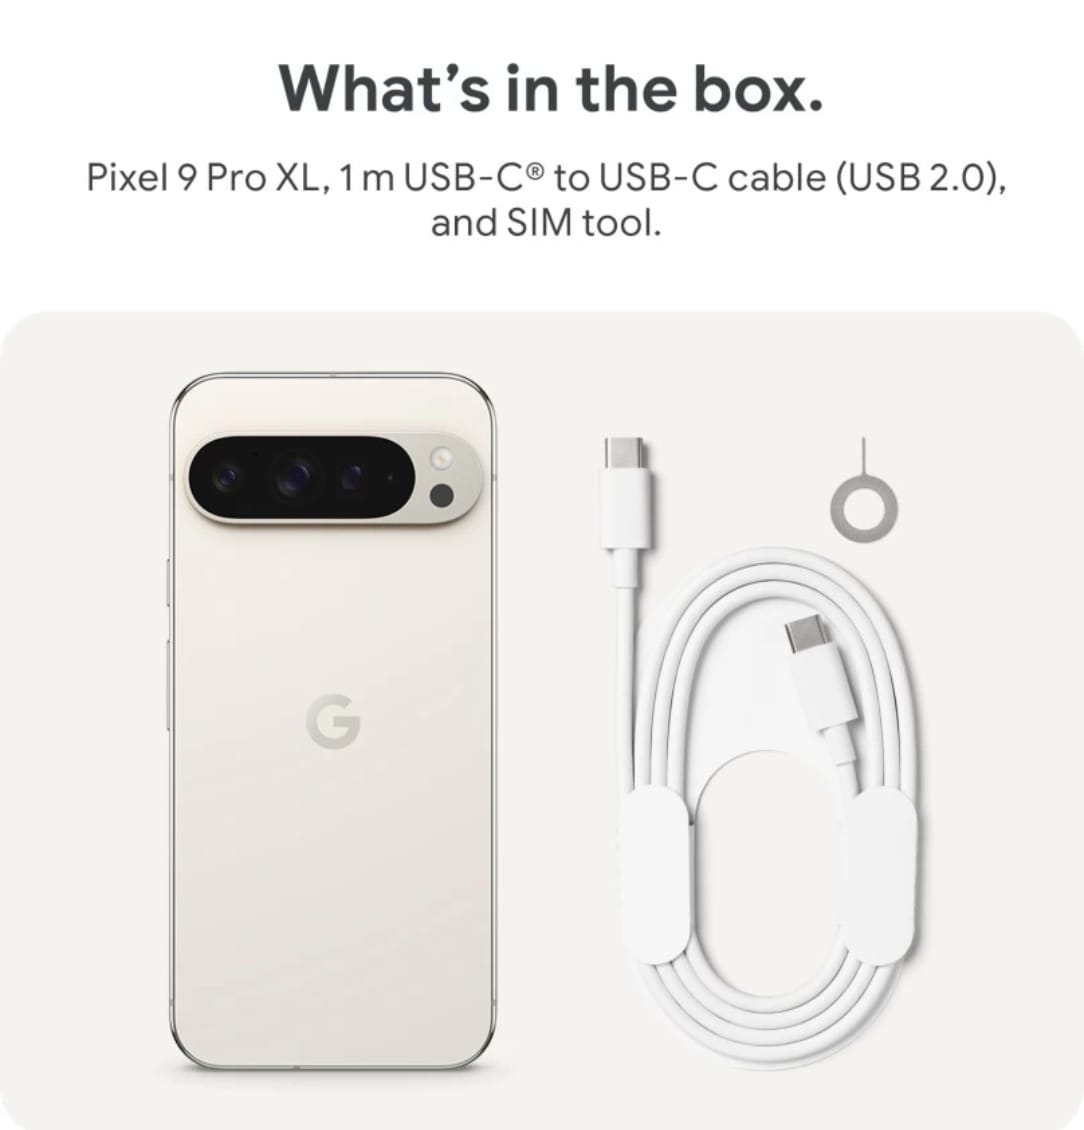 What’s in the box.
Pixel 9 Pro XL, 1 m USB-C® to USB-C cable (USB 2.0),
and SIM tool.
G